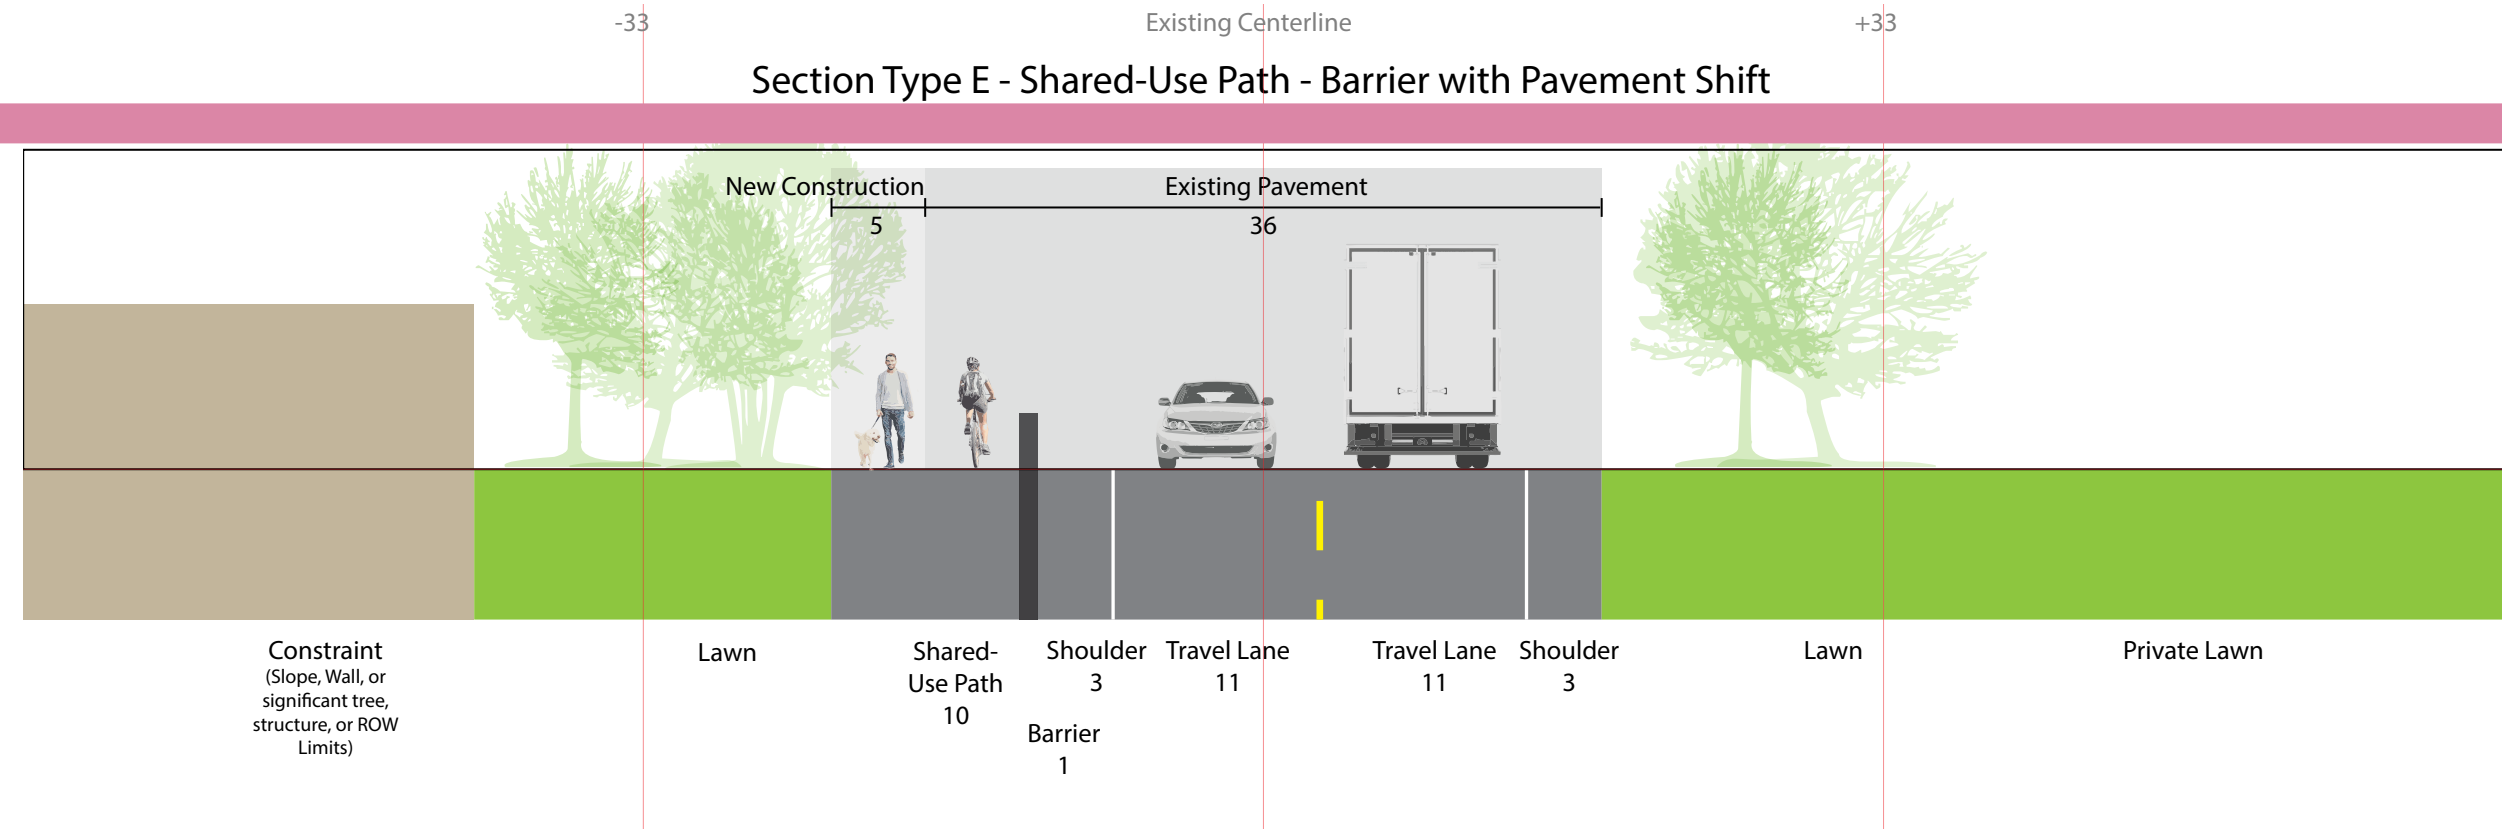 -33
Existing Centerline
+33
Section Type E - Shared-Use Path - Barrier with Pavement Shift
New Construction
5
Existing Pavement
36
Constraint
(Slope, Wall, or
significant tree,
structure, or ROW
Limits)
Lawn
Shared-
Use Path
10
Barrier
1
Shoulder
3
Travel Lane
11
Travel Lane
11
Shoulder
3
Lawn
Private Lawn